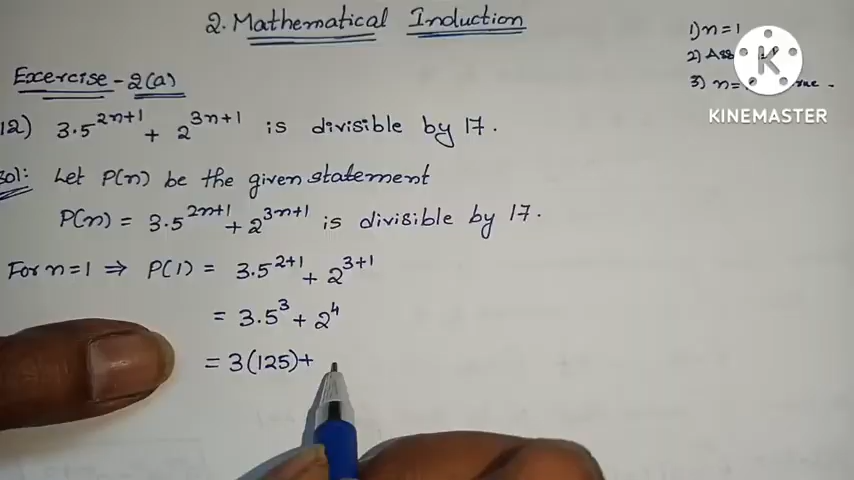 2. Mathematical Induction
1) n = 1
2) Ass
3) n =
KINEMASTER
Excercise - 2(a)
12) 3.5^{2n+1} + 2^{3n+1} is divisible by 17.
Sol: Let P(n) be the given statement
P(n) = 3.5^{2n+1} + 2^{3n+1} is divisible by 17.
For n = 1 ⇒ P(1) = 3.5^{2+1} + 2^{3+1}
= 3.5^3 + 2^4
= 3(125) +